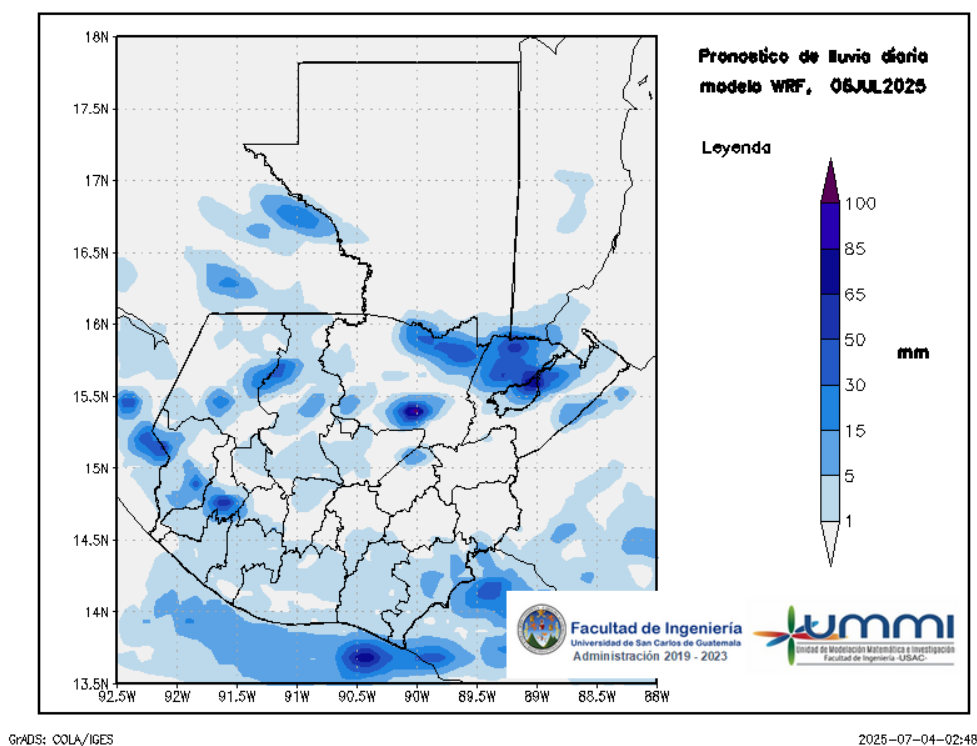 Pronostico de lluvia diaria
modelo WRF, 06JUL2025
Leyenda
100
85
65
50
30
15
5
1
mm
18N
17.5N
17N
16.5N
16N
15.5N
15N
14.5N
14N
13.5N
92.5W
92W
91.5W
91W
90.5W
90W
89.5W
89W
88.5W
88W
Facultad de Ingeniería
Universidad de San Carlos de Guatemala
Administración 2019 - 2023
ummi
Unidad de Modelación Matemática e Investigación
Facultad de Ingeniería -USAC-
GrADS: COLA/IGES
2025-07-04-02:48